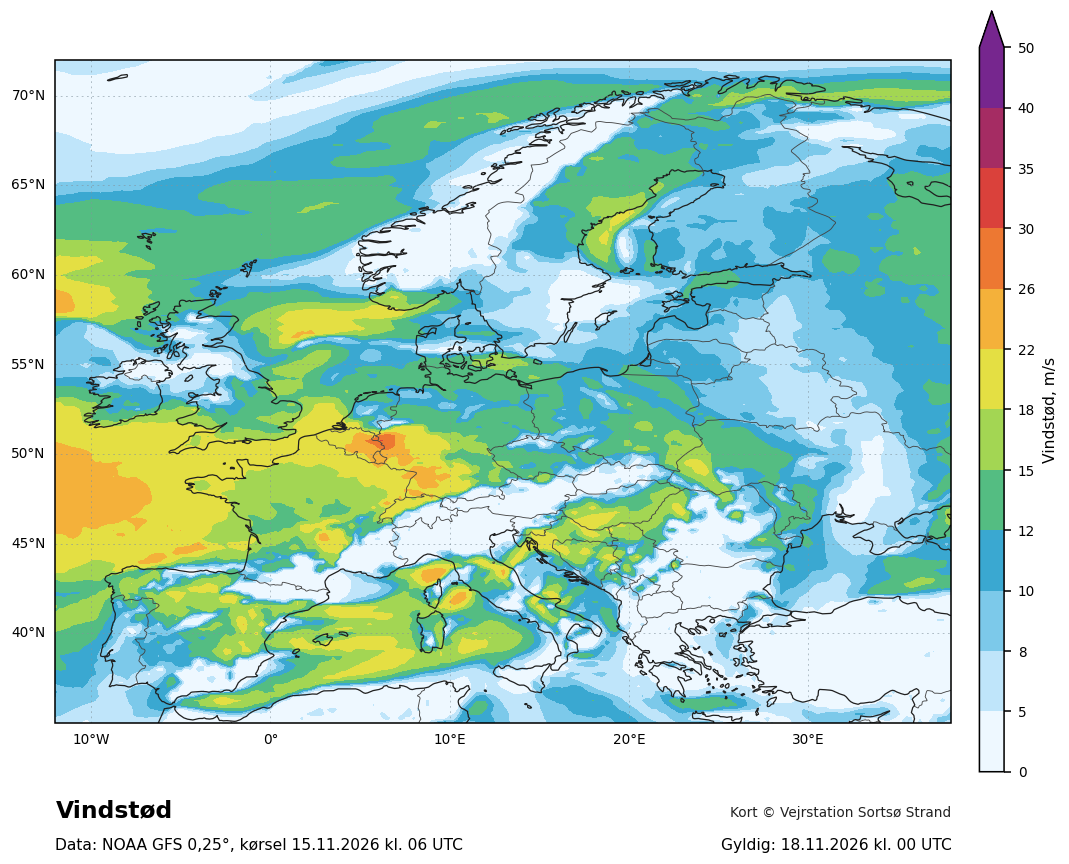 50
40
35
30
26
22
18
15
12
10
8
5
0
Vindstød, m/s
70°N
65°N
60°N
55°N
50°N
45°N
40°N
10°W
0°
10°E
20°E
30°E
Vindstød
Kort © Vejrstation Sortsø Strand
Data: NOAA GFS 0,25°, kørsel 15.11.2026 kl. 06 UTC
Gyldig: 18.11.2026 kl. 00 UTC